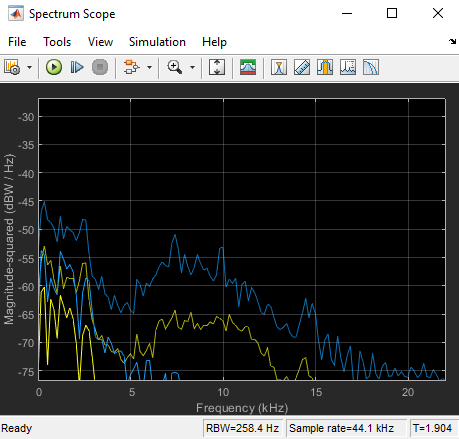 Spectrum Scope
File Tools View Simulation Help
-30
-35
-40
-45
-50
-55
-60
-65
-70
-75
Magnitude-squared (dBW / Hz)
0 5 10 15 20
Frequency (kHz)
Ready RBW=258.4 Hz Sample rate=44.1 kHz T=1.904